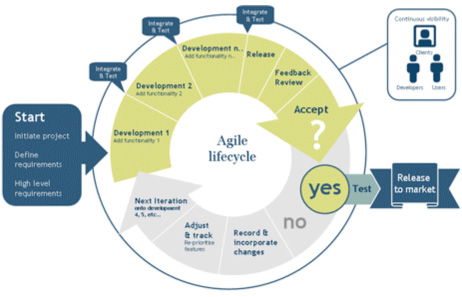 Start
Initiate project
Define
requirements
High level
requirements
Development 1
Add functionality 1
Integrate
& Test
Development 2
Add functionality 2
Integrate
& Test
Development n..
Add functionality n..
Integrate
& Test
Release
Feedback
Review
Accept
?
Agile
lifecycle
yes
Test
Release
to market
no
Record &
incorporate
changes
Adjust
& track
Re-prioritise
features
Next Iteration
onto development
4, 5, etc..
Continuous visibility
Clients
Developers
Users